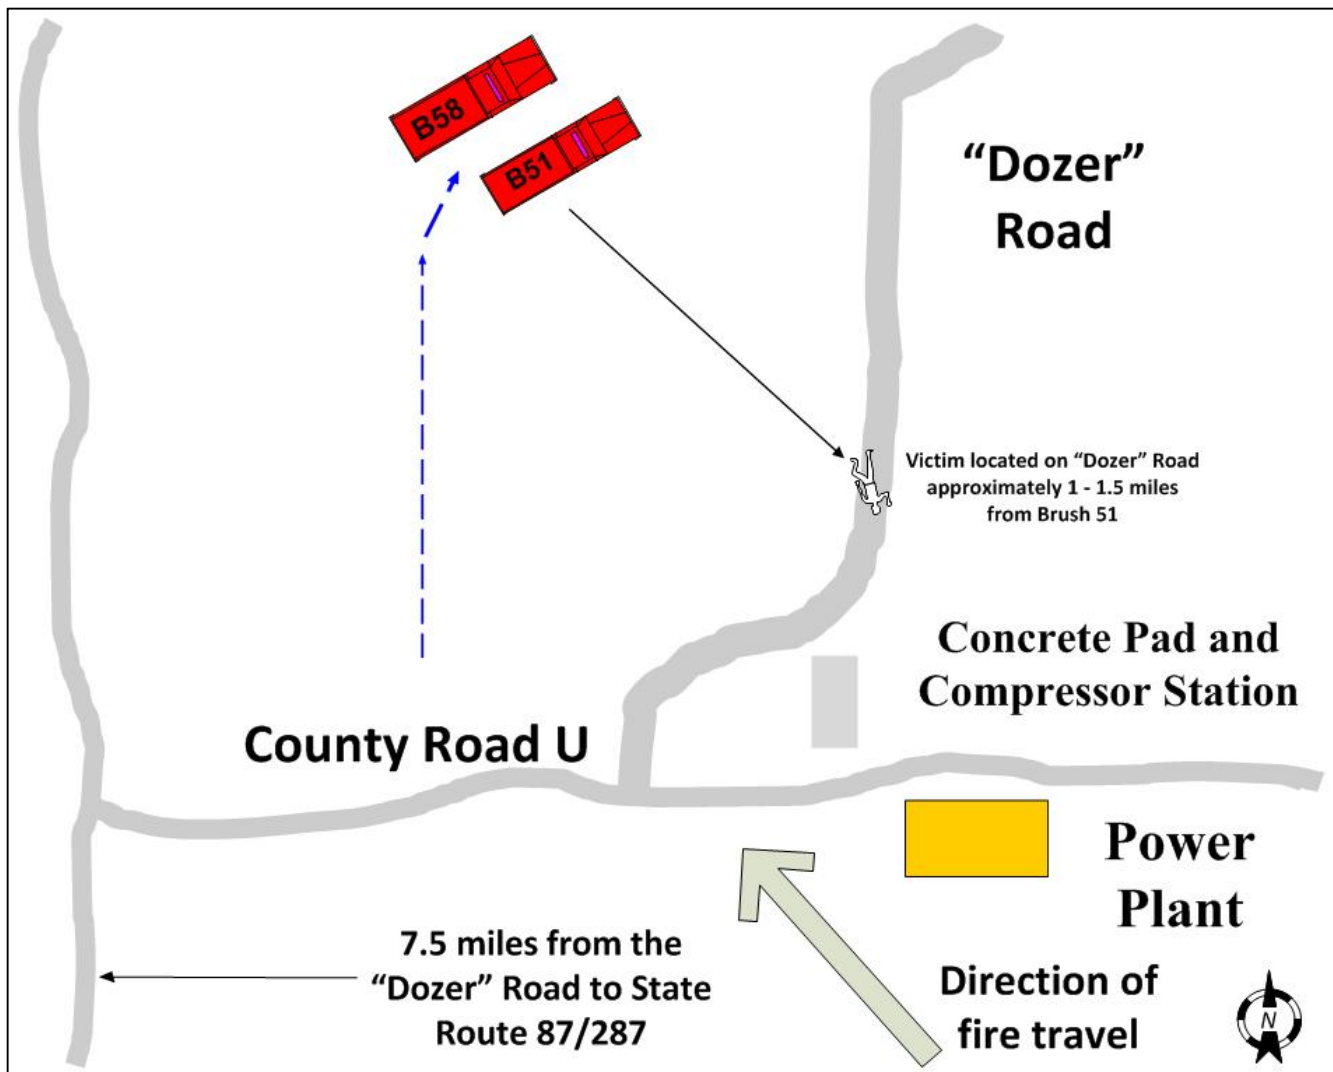 B58
B51
“Dozer”
Road
Victim located on “Dozer” Road
approximately 1 - 1.5 miles
from Brush 51
Concrete Pad and
Compressor Station
County Road U
Power
Plant
7.5 miles from the
“Dozer” Road to State
Route 87/287
Direction of
fire travel
N